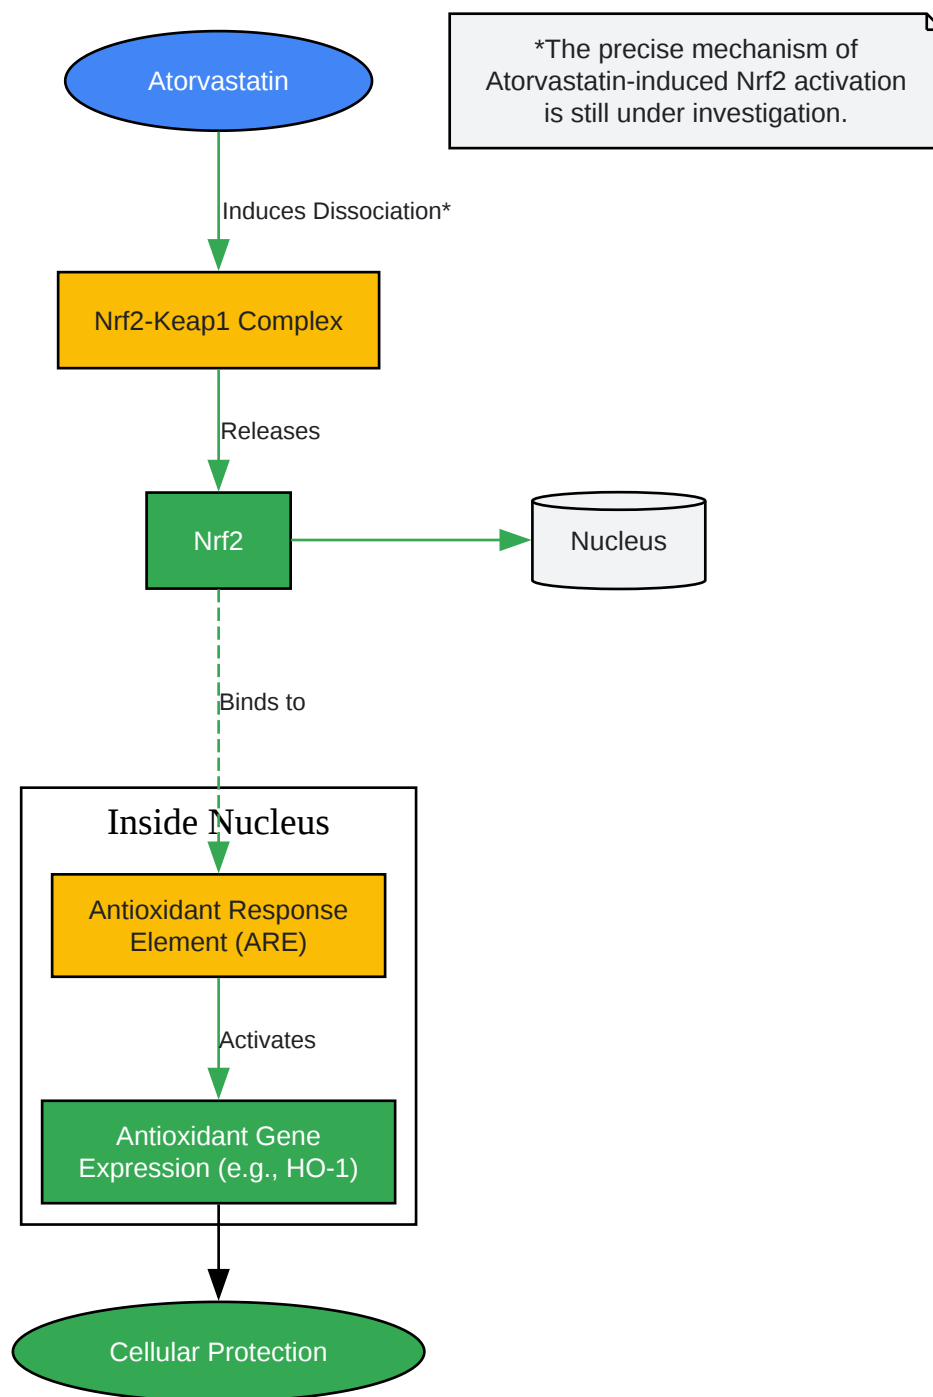 Atorvastatin
*The precise mechanism of
Atorvastatin-induced Nrf2 activation
is still under investigation.
Induces Dissociation*
Nrf2-Keap1 Complex
Releases
Nrf2
Nucleus
Binds to
Inside Nucleus
Antioxidant Response
Element (ARE)
Activates
Antioxidant Gene
Expression (e.g., HO-1)
Cellular Protection